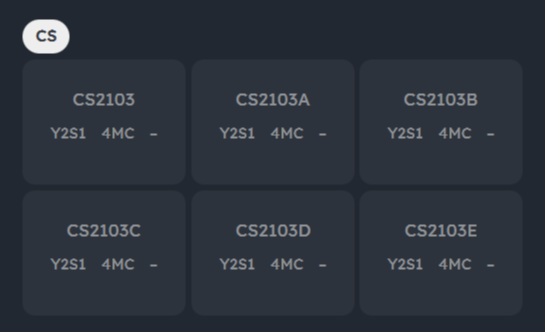 CS
CS2103
Y2S1 4MC –
CS2103A
Y2S1 4MC –
CS2103B
Y2S1 4MC –
CS2103C
Y2S1 4MC –
CS2103D
Y2S1 4MC –
CS2103E
Y2S1 4MC –